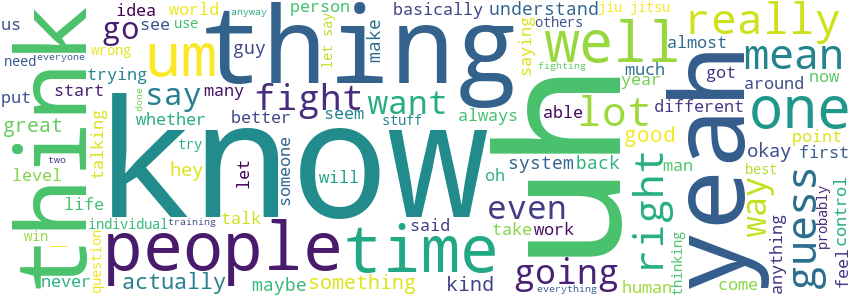 us
need
everyone
put
great
level
life
win
never
think
idea
world
go
see
use
anyway
wrong
trying
start
many
say
whether
talking
done
try
hey
let
individual
training
talk
question
two
actually
people
know
um
thing
guy
better
will
someone
maybe
something
time
said
kind
let say
person
make
basically
fight
want
seem
stuff
always
oh
even
take
work
going
everything
system
back
understand
saying
others
fighting
well
able
lot
uh
jiu jitsu
almost
much
year
good
right
man
human
thinking
really
mean
got
around
now
different
one
okay
point
first
yeah
way
best
come
anything
guess
probably
control
feel